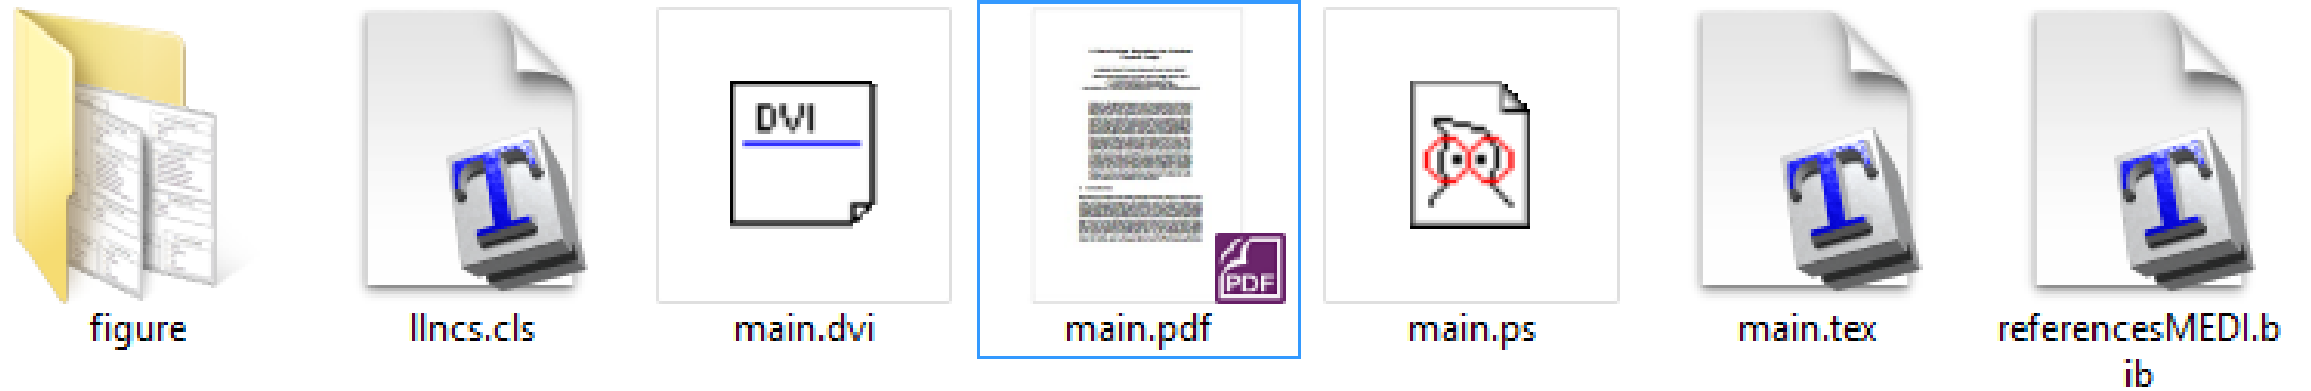 DVI
PDF
figure
llncs.cls
main.dvi
main.pdf
main.ps
main.tex
referencesMEDI.b
ib